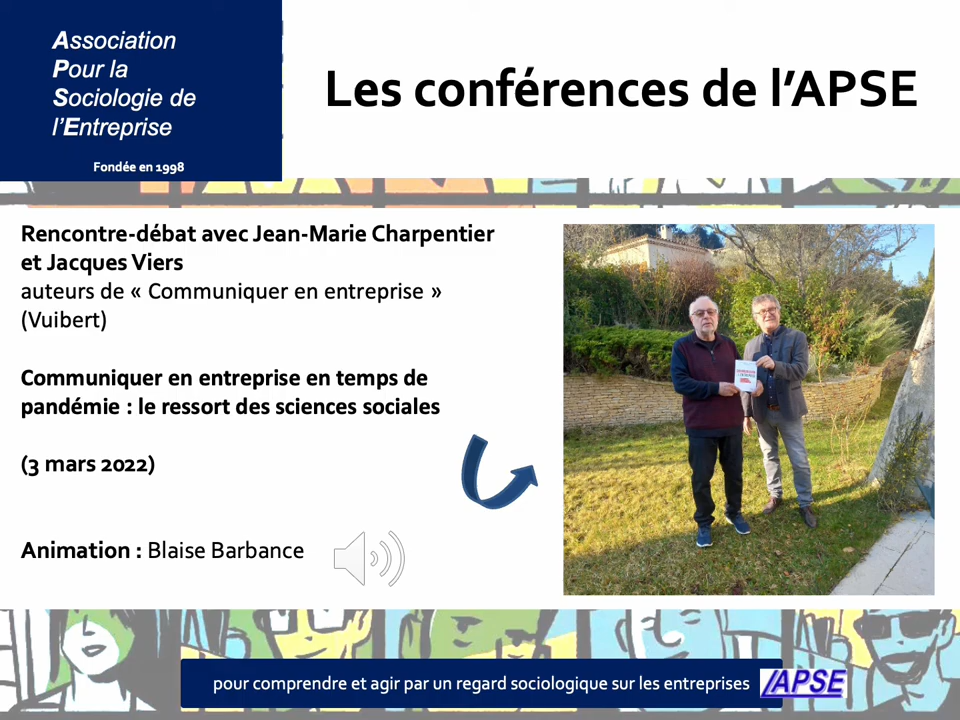 Association
Pour la
Sociologie de
l'Entreprise
Fondée en 1998
Les conférences de l'APSE
Rencontre-débat avec Jean-Marie Charpentier
et Jacques Viers
auteurs de « Communiquer en entreprise »
(Vuibert)
Communiquer en entreprise en temps de
pandémie : le ressort des sciences sociales
(3 mars 2022)
Animation : Blaise Barbance
pour comprendre et agir par un regard sociologique sur les entreprises
APSE